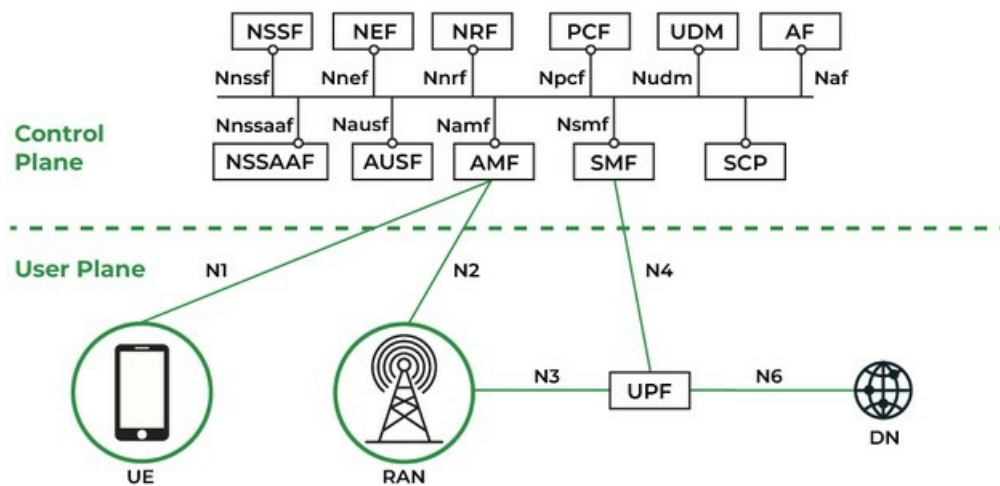 NSSF NEF NRF PCF UDM AF
Nnssf Nnef Nnrf Npcf Nudm Naf
Nnssaaf Nausf Namf Nsmf
Control
Plane
NSSAAF AUSF AMF SMF SCP
User Plane
N1 N2 N4
N3 N6
UPF
DN
UE RAN